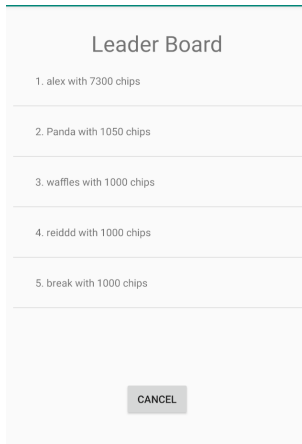 Leader Board
1. alex with 7300 chips
2. Panda with 1050 chips
3. waffles with 1000 chips
4. reiddd with 1000 chips
5. break with 1000 chips
CANCEL